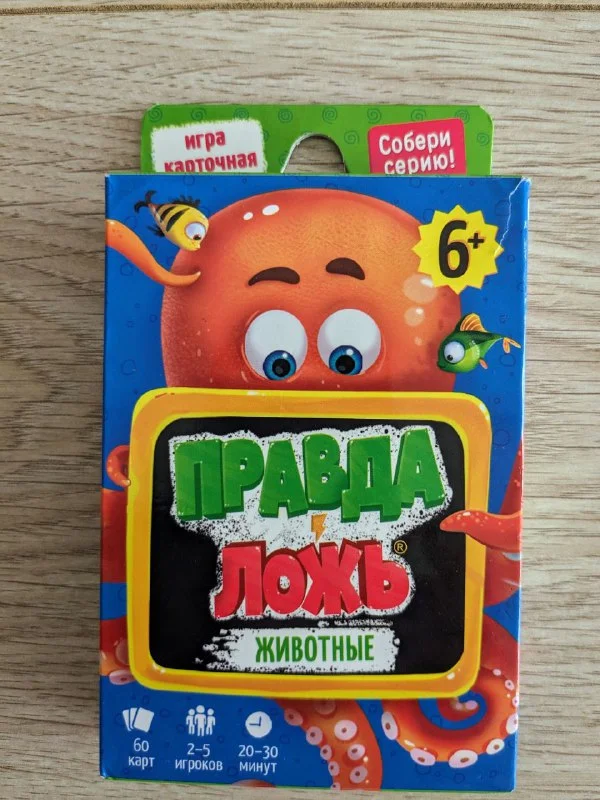 игра
карточная
Собери
серию!
6+
ПРАВДА
ЛОЖЬ®
ЖИВОТНЫЕ
60
карт
2-5
игроков
20-30
минут